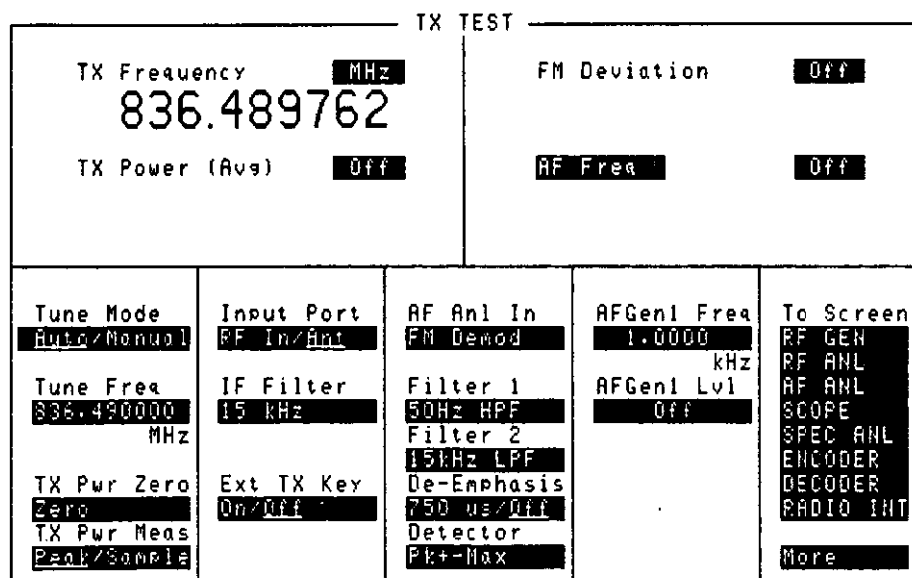 TX TEST
TX Frequency MHz
836.489762
TX Power (Avg) Off
FM Deviation Off
AF Freq Off
Tune Mode
Auto/Manual
Tune Freq
836.490000
MHz
TX Pwr Zero
Zero
TX Pwr Meas
Peak/Sample
Input Port
RF In/Ant
IF Filter
15 kHz
Ext TX Key
On/Off
AF Anl In
FM Demod
Filter 1
50Hz HPF
Filter 2
15kHz LPF
De-Emphasis
750 us/Off
Detector
Pk+-Max
AFGen1 Freq
1.0000
kHz
AFGen1 Lvl
Off
To Screen
RF GEN
RF ANL
AF ANL
SCOPE
SPEC ANL
ENCODER
DECODER
RADIO INT
More